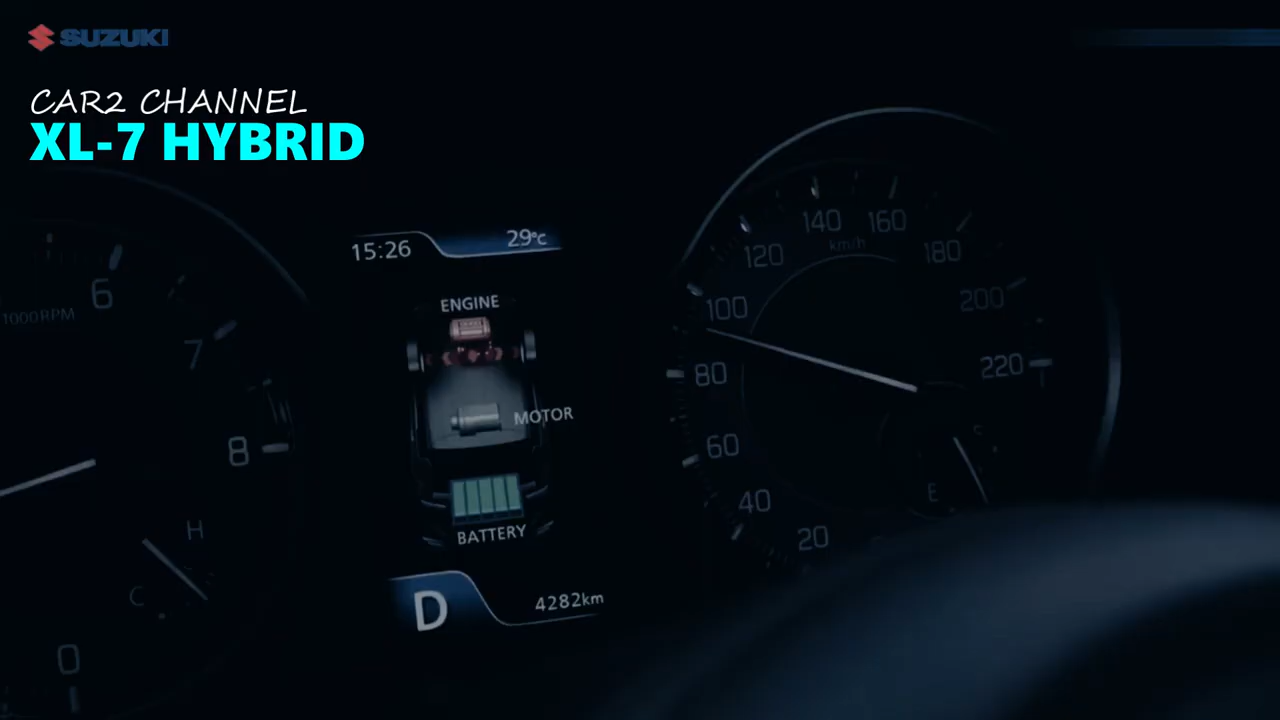 SUZUKI
CAR2 CHANNEL
XL-7 HYBRID
15:26
29°C
ENGINE
MOTOR
BATTERY
D
4282km
1000RPM
6
7
8
H
C
0
km/h
20
40
60
80
100
120
140
160
180
200
220
E